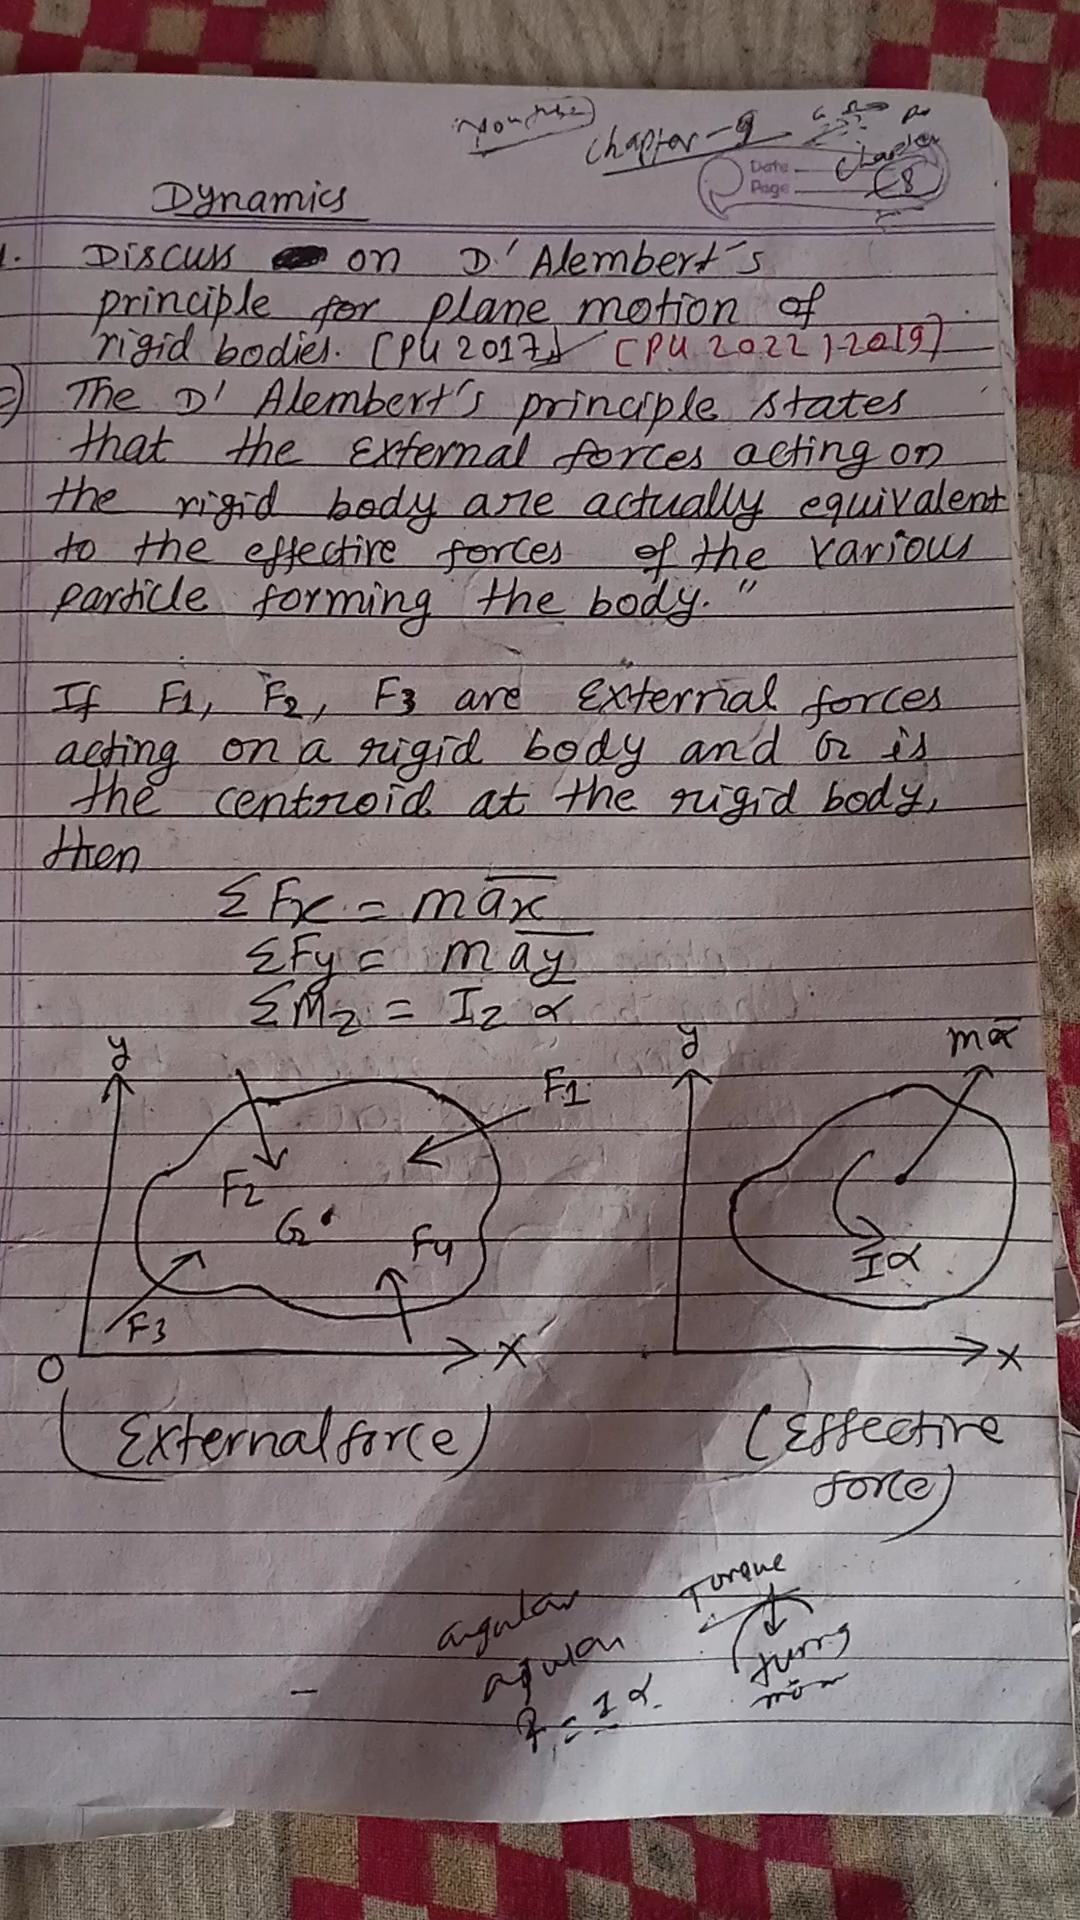 chapter-9
Date
Page
chapter
8
Dynamics
1. Discuss on D' Alembert's
principle for plane motion of
rigid bodies. [PU 2017] [PU 2022, 2019]
The D' Alembert's principle states
that the External forces acting on
the rigid body are actually equivalent
to the effective forces of the various
particle forming the body."
If F1, F2, F3 are External forces
acting on a rigid body and G is
the centroid at the rigid body,
then
ΣFx = m a̅x̅
ΣFy = m a̅y̅
ΣMz = Iz α
y
F1
F2
G
F4
F3
O
X
y
mα̅
I̅α
X
(External force)
(Effective
force)
Torque
angular
= I α